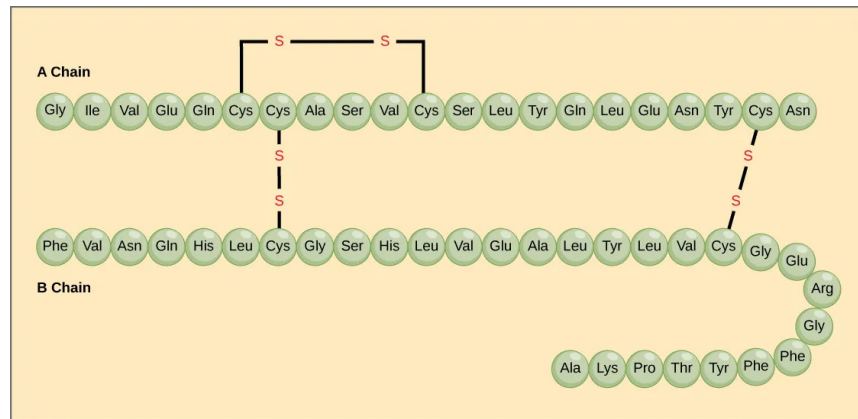 S S
A Chain
Gly Ile Val Glu Gln Cys Cys Ala Ser Val Cys Ser Leu Tyr Gln Leu Glu Asn Tyr Cys Asn
S S
S S
Phe Val Asn Gln His Leu Cys Gly Ser His Leu Val Glu Ala Leu Tyr Leu Val Cys Gly Glu
B Chain Arg
Gly
Ala Lys Pro Thr Tyr Phe Phe